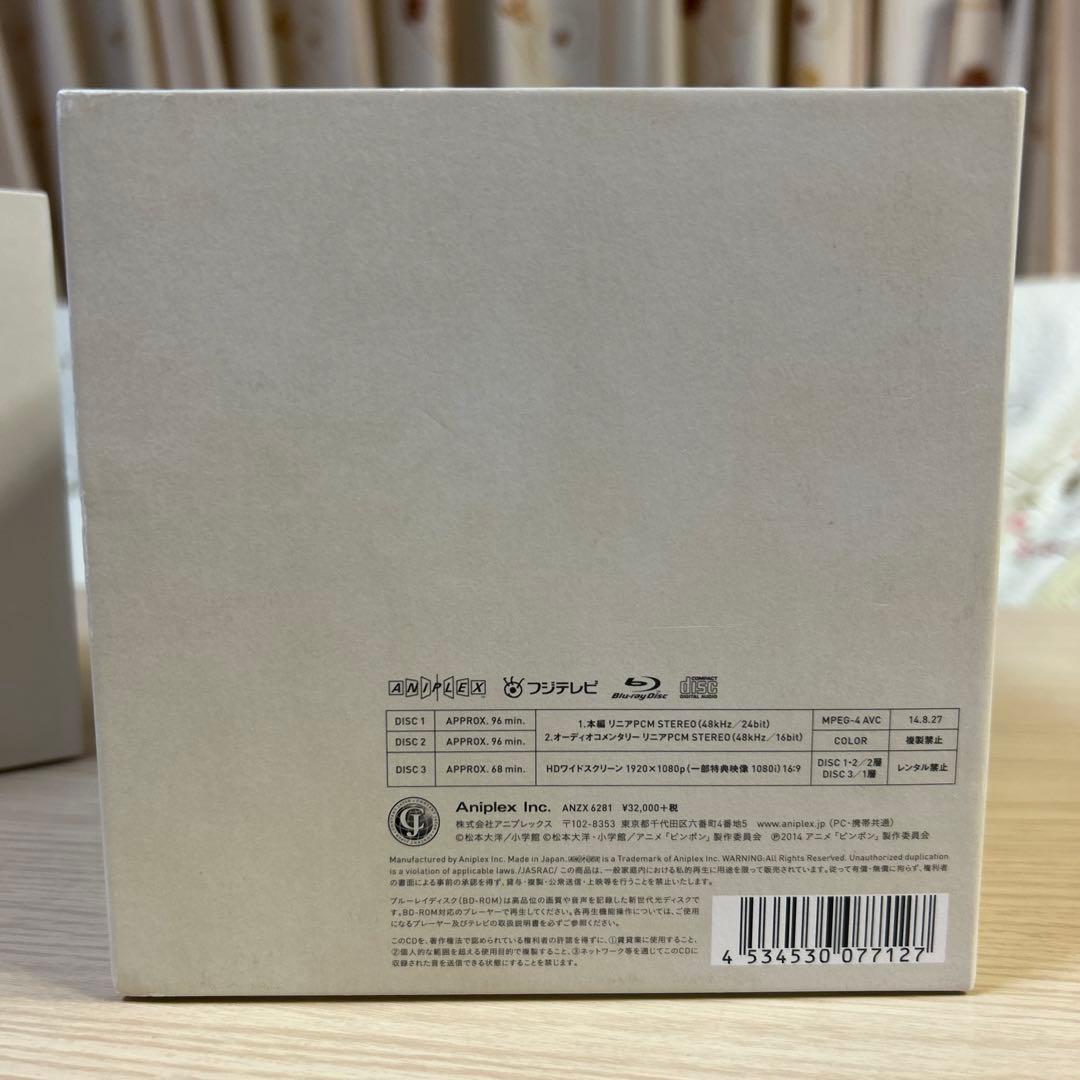 ANIPLEX フジテレビ Blu-ray Disc COMPACT disc DIGITAL AUDIO
DISC 1 APPROX. 96 min. 1.本編 リニアPCM STEREO(48kHz/24bit) MPEG-4 AVC 14.8.27
DISC 2 APPROX. 96 min. 2.オーディオコメンタリー リニアPCM STEREO(48kHz/16bit) COLOR 複製禁止
DISC 3 APPROX. 68 min. HDワイドスクリーン 1920×1080p(一部特典映像 1080i) 16:9 DISC 1・2/2層 DISC 3/1層 レンタル禁止
Aniplex Inc. ANZX 6281 ¥32,000+税
株式会社アニプレックス 〒102-8353 東京都千代田区六番町4番地5 www.aniplex.jp (PC・携帯共通)
©松本大洋/小学館 ©松本大洋・小学館/アニメ「ピンポン」製作委員会 ℗2014 アニメ「ピンポン」製作委員会
Manufactured by Aniplex Inc. Made in Japan. ANIPLEX is a Trademark of Aniplex Inc. WARNING: All Rights Reserved. Unauthorized duplication
is a violation of applicable laws./JASRAC/この商品は、一般家庭内における私的再生に用途を限って販売されています。従って有償・無償に拘らず、権利者
の書面による事前の承認を得ず、貸与・複製・公衆送信・上映等を行うことを禁止いたします。
ブルーレイディスク(BD-ROM)は高品位の画質や音声を記録した新世代光ディスクで
す。BD-ROM対応のプレーヤーで再生してください。各再生機能操作については、ご使用
になるプレーヤー及びテレビの取扱説明書を必ずご参照ください。
このCDを、著作権法で認められている権利者の許諾を得ずに、①賃貸業に使用すること、
②個人的な範囲を超える使用目的で複製すること、③ネットワーク等を通じてこのCDに
収録された音を送信できる状態にすることを禁じます。
4 534530 077127